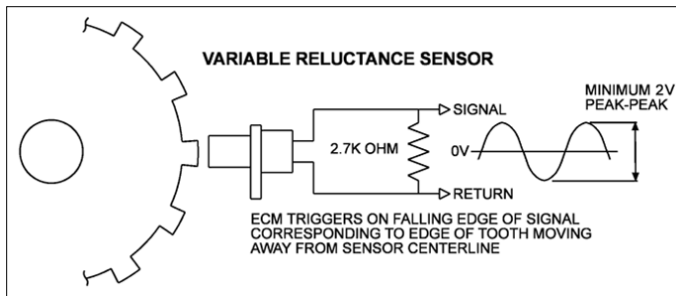 VARIABLE RELUCTANCE SENSOR
MINIMUM 2V
PEAK-PEAK
SIGNAL
2.7K OHM
0V
RETURN
ECM TRIGGERS ON FALLING EDGE OF SIGNAL
CORRESPONDING TO EDGE OF TOOTH MOVING
AWAY FROM SENSOR CENTERLINE